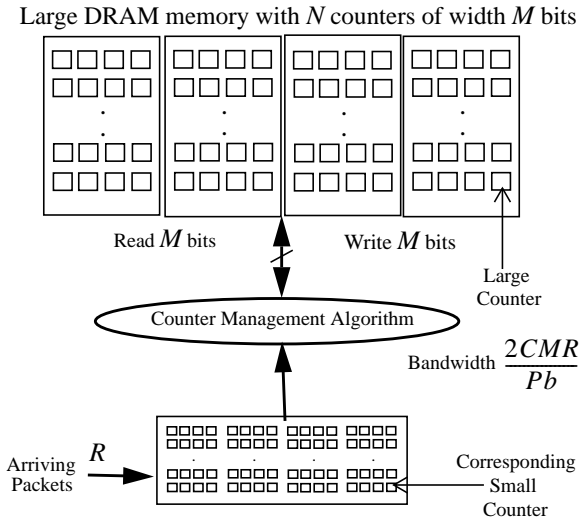 Large DRAM memory with N counters of width M bits
Read M bits
Write M bits
Large
Counter
Counter Management Algorithm
Bandwidth 2CMR/Pb
Arriving
Packets
R
Corresponding
Small
Counter